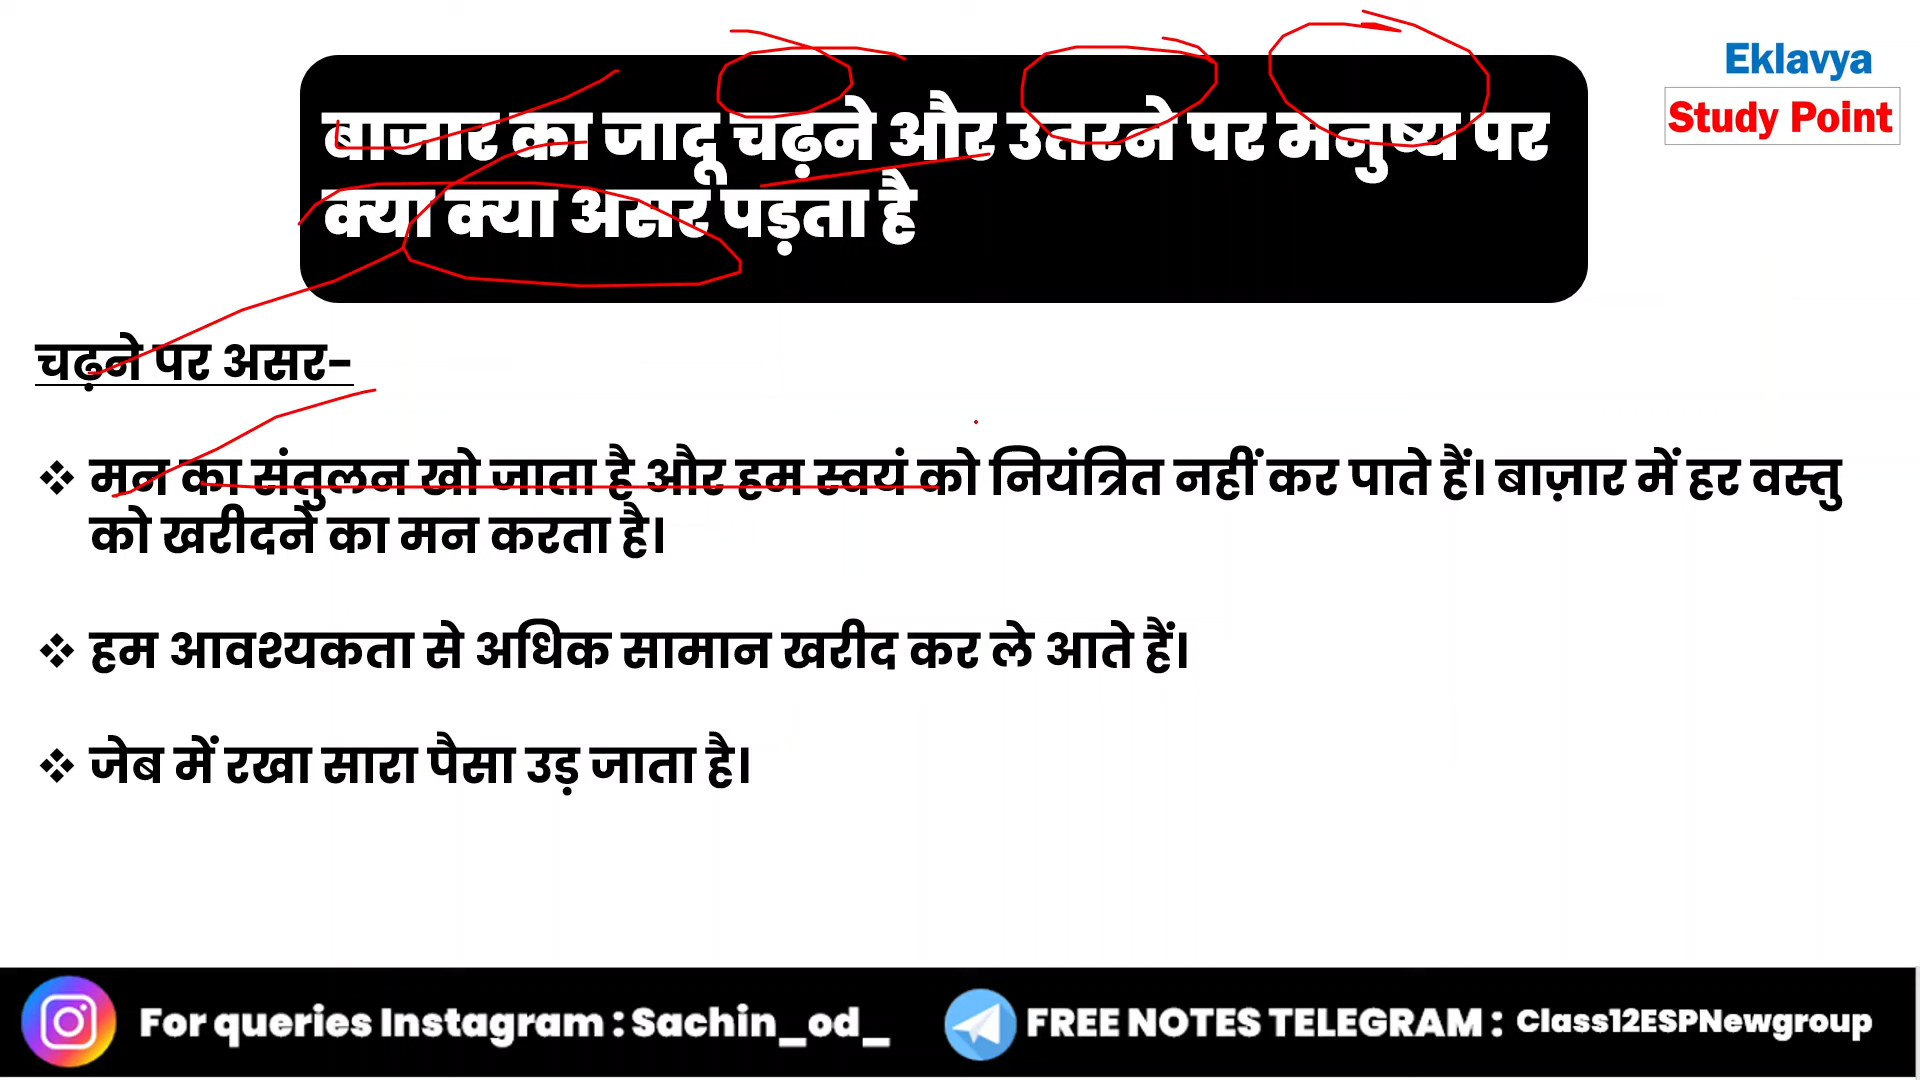 Eklavya
Study Point
बाजार का जादू चढ़ने और उतरने पर मनुष्य पर
क्या क्या असर पड़ता है
चढ़ने पर असर-
❖ मन का संतुलन खो जाता है और हम स्वयं को नियंत्रित नहीं कर पाते हैं। बाज़ार में हर वस्तु
को खरीदने का मन करता है।
❖ हम आवश्यकता से अधिक सामान खरीद कर ले आते हैं।
❖ जेब में रखा सारा पैसा उड़ जाता है।
For queries Instagram : Sachin_od_ FREE NOTES TELEGRAM : Class12ESPNewgroup